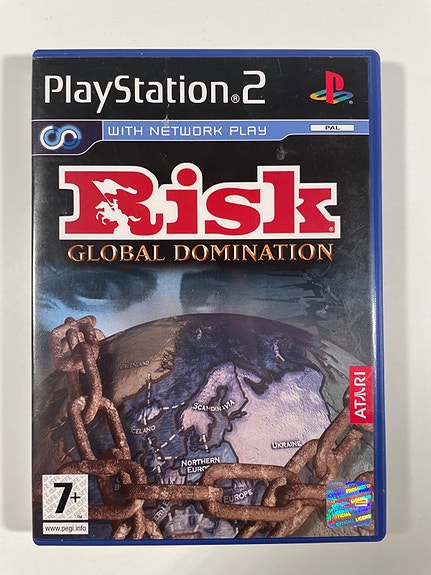 PlayStation®2
WITH NETWORK PLAY
PAL
Risk®
GLOBAL DOMINATION
GREENLAND
SCANDINAVIA
ICELAND
UKRAINE
NORTHERN
EUROPE
ATARI
7+
www.pegi.info